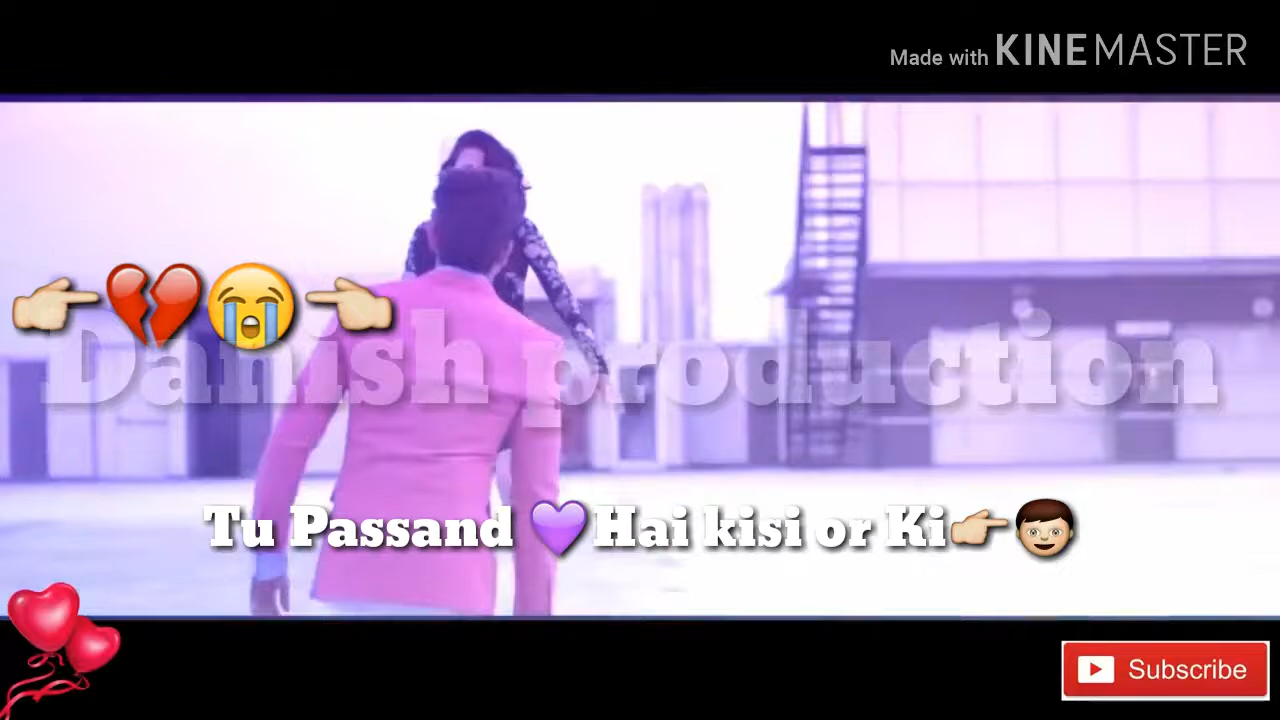 Made with KINEMASTER
👉💔😭👈
Danish production
Tu Passand 💜Hai kisi or Ki👉👦
Subscribe